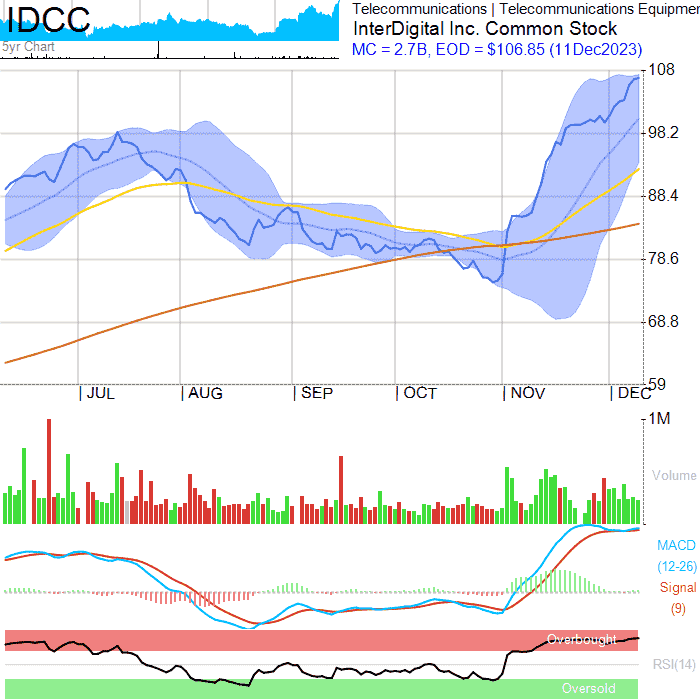 IDCC
5yr Chart
Telecommunications | Telecommunications Equipmen
InterDigital Inc. Common Stock
MC = 2.7B, EOD = $106.85 (11Dec2023)
108
98.2
88.4
78.6
68.8
59
| JUL | AUG | SEP | OCT | NOV | DEC
1M
Volume
MACD
(12-26)
Signal
(9)
Overbought
RSI(14)
Oversold